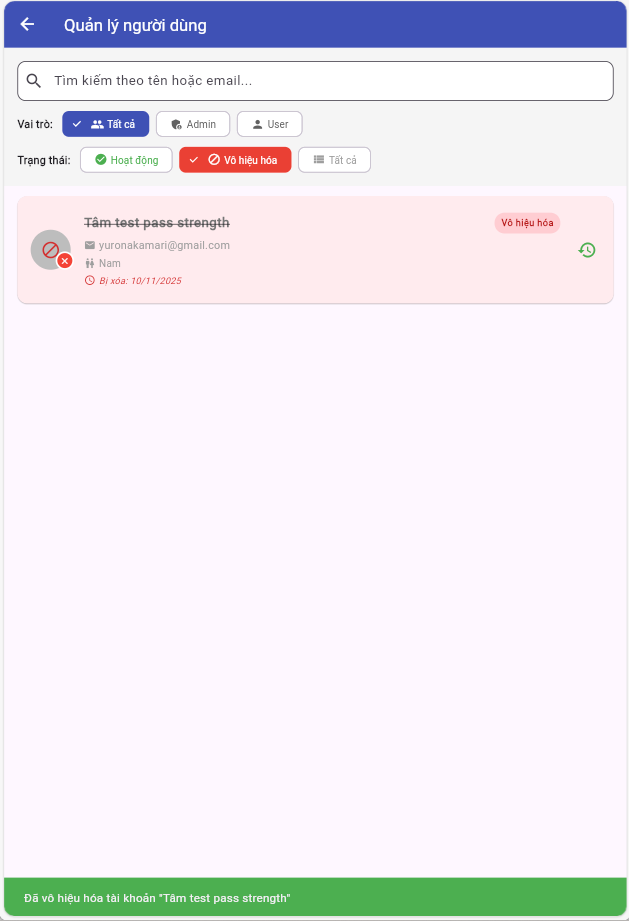 Quản lý người dùng
Tìm kiếm theo tên hoặc email...
Vai trò: Tất cả Admin User
Trạng thái: Hoạt động Vô hiệu hóa Tất cả
Tâm test pass strength Vô hiệu hóa
yuronakamari@gmail.com
Nam
Bị xóa: 10/11/2025
Đã vô hiệu hóa tài khoản "Tâm test pass strength"